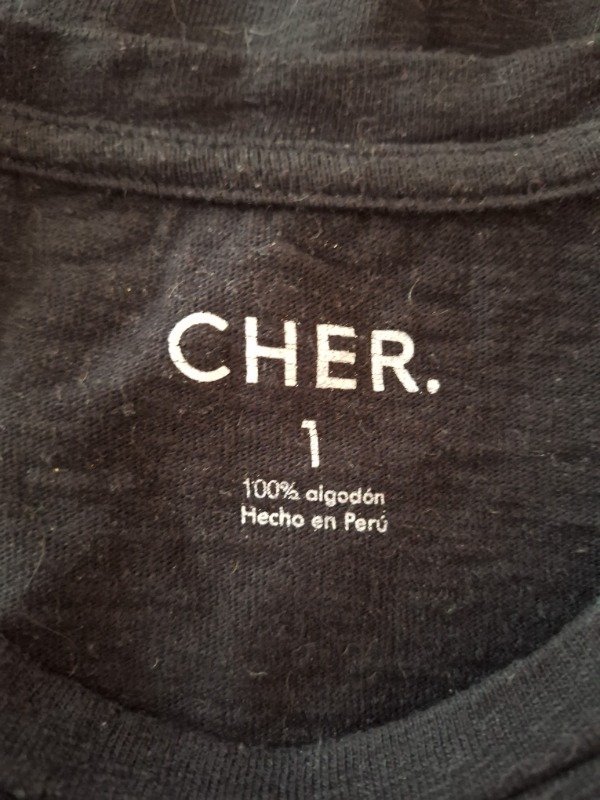 CHER.
1
100% algodón
Hecho en Perú